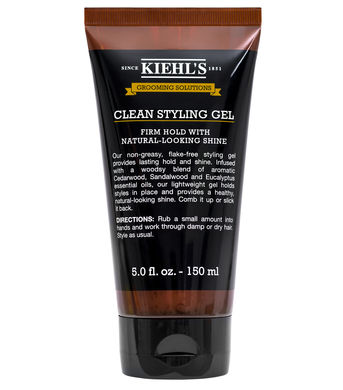 SINCE KIEHL'S 1851
GROOMING SOLUTIONS
CLEAN STYLING GEL
FIRM HOLD WITH
NATURAL-LOOKING SHINE
Our non-greasy, flake-free styling gel
provides lasting hold and shine. Infused
with a woodsy blend of aromatic
Cedarwood, Sandalwood and Eucalyptus
essential oils, our lightweight gel holds
styles in place and provides a healthy,
natural-looking shine. Comb it up or slick
it back.
DIRECTIONS: Rub a small amount into
hands and work through damp or dry hair.
Style as usual.
5.0 fl. oz. - 150 ml